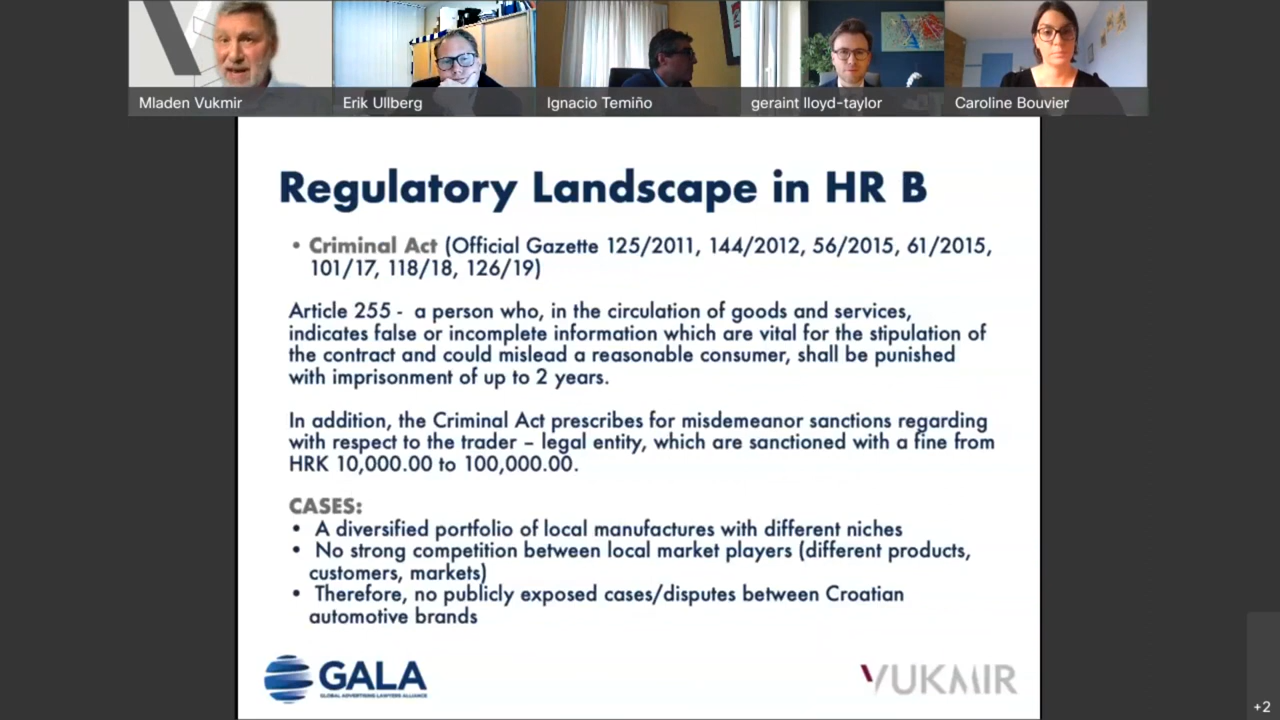 Mladen Vukmir
Erik Ullberg
Ignacio Temiño
geraint lloyd-taylor
Caroline Bouvier
Regulatory Landscape in HR B
• Criminal Act (Official Gazette 125/2011, 144/2012, 56/2015, 61/2015,
101/17, 118/18, 126/19)
Article 255 - a person who, in the circulation of goods and services,
indicates false or incomplete information which are vital for the stipulation of
the contract and could mislead a reasonable consumer, shall be punished
with imprisonment of up to 2 years.
In addition, the Criminal Act prescribes for misdemeanor sanctions regarding
with respect to the trader – legal entity, which are sanctioned with a fine from
HRK 10,000.00 to 100,000.00.
CASES:
• A diversified portfolio of local manufactures with different niches
• No strong competition between local market players (different products,
customers, markets)
• Therefore, no publicly exposed cases/disputes between Croatian
automotive brands
GALA
GLOBAL ADVERTISING LAWYERS ALLIANCE
VUKMIR
+2